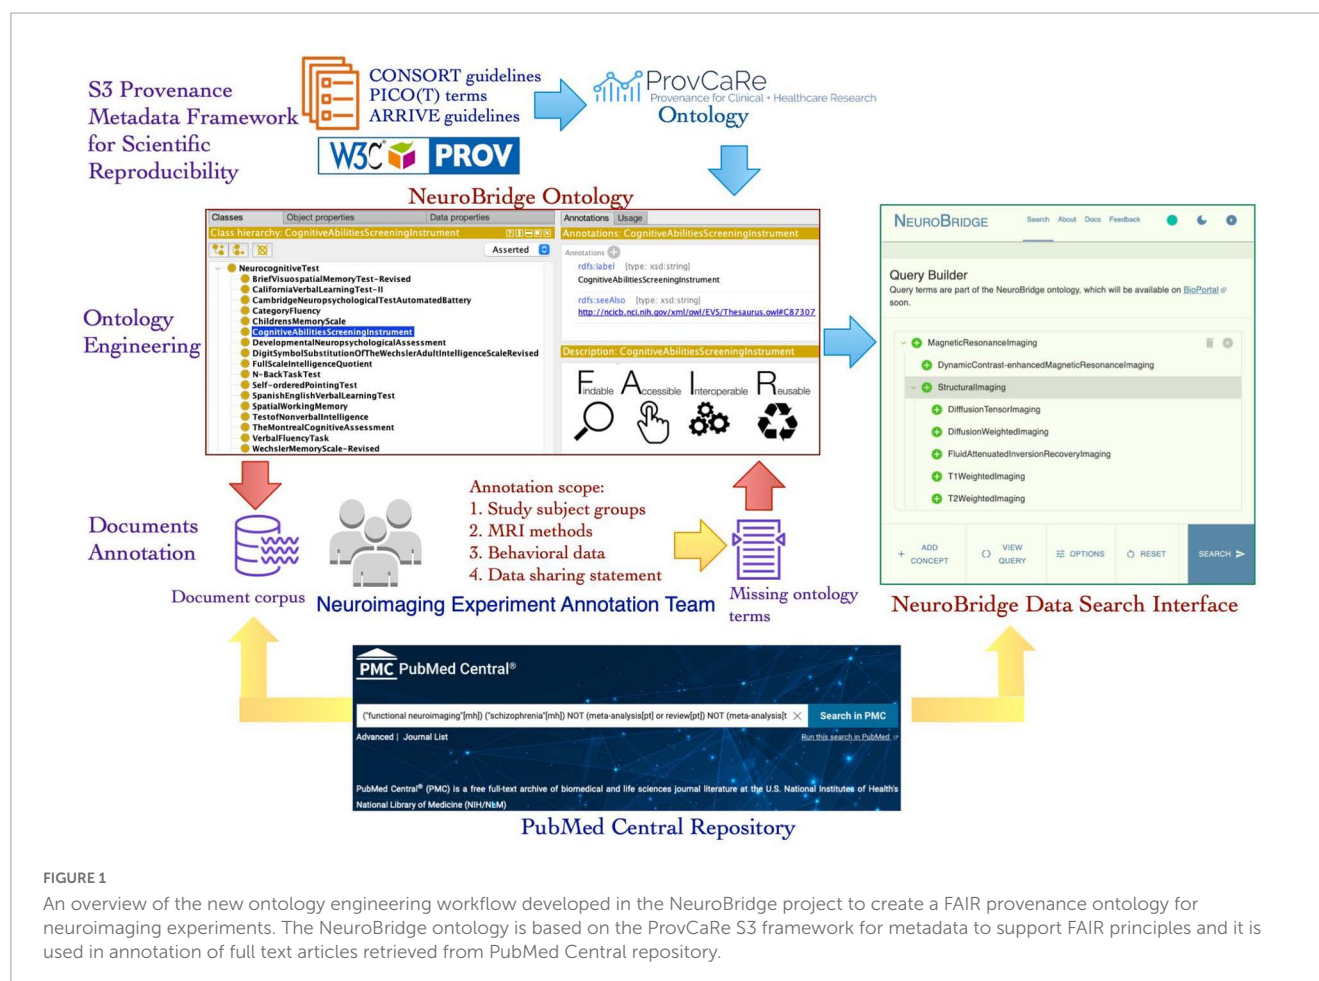 S3 Provenance
Metadata Framework
for Scientific
Reproducibility
CONSORT guidelines
PICO(T) terms
ARRIVE guidelines
W3C PROV
ProvCaRe
Provenance for Clinical + Healthcare Research
Ontology
NeuroBridge Ontology
Classes Object properties Data properties
Class hierarchy: CognitiveAbilitiesScreeningInstrument
Asserted
NeurocognitiveTest
BriefVisuospatialMemoryTest-Revised
CaliforniaVerbalLearningTest-II
CambridgeNeuropsychologicalTestAutomatedBattery
CategoryFluency
ChildrensMemoryScale
CognitiveAbilitiesScreeningInstrument
DevelopmentalNeuropsychologicalAssessment
DigitSymbolSubstitutionOfTheWechslerAdultIntelligenceScaleRevised
FullScaleIntelligenceQuotient
N-BackTaskTest
Self-orderedPointingTest
SpanishEnglishVerbalLearningTest
SpatialWorkingMemory
TestofNonverbalIntelligence
TheMontrealCognitiveAssessment
VerbalFluencyTask
WechslerMemoryScale-Revised
Annotations Usage
Annotations: CognitiveAbilitiesScreeningInstrument
Annotations
rdfs:label [type: xsd:string]
CognitiveAbilitiesScreeningInstrument
rdfs:seeAlso [type: xsd:string]
http://ncicb.nci.nih.gov/xml/owl/EVS/Thesaurus.owl#C87307
Description: CognitiveAbilitiesScreeningInstrument
Findable Accessible Interoperable Reusable
Ontology
Engineering
NEUROBRIDGE
Search About Docs Feedback
Query Builder
Query terms are part of the NeuroBridge ontology, which will be available on BioPortal
soon.
MagneticResonanceImaging
DynamicContrast-enhancedMagneticResonanceImaging
StructuralImaging
DifffusionTensorImaging
DiffusionWeightedImaging
FluidAttenuatedInversionRecoveryImaging
T1WeightedImaging
T2WeightedImaging
+ ADD CONCEPT
VIEW QUERY
OPTIONS
RESET
SEARCH
NeuroBridge Data Search Interface
Documents
Annotation
Document corpus
Annotation scope:
1. Study subject groups
2. MRI methods
3. Behavioral data
4. Data sharing statement
Neuroimaging Experiment Annotation Team
Missing ontology
terms
PMC PubMed Central®
("functional neuroimaging"[mh]) ("schizophrenia"[mh]) NOT (meta-analysis[pt] or review[pt]) NOT (meta-analysis[t
Search in PMC
Advanced | Journal List
Run this search in PubMed
PubMed Central® (PMC) is a free full-text archive of biomedical and life sciences journal literature at the U.S. National Institutes of Health's
National Library of Medicine (NIH/NLM)
PubMed Central Repository
FIGURE 1
An overview of the new ontology engineering workflow developed in the NeuroBridge project to create a FAIR provenance ontology for
neuroimaging experiments. The NeuroBridge ontology is based on the ProvCaRe S3 framework for metadata to support FAIR principles and it is
used in annotation of full text articles retrieved from PubMed Central repository.